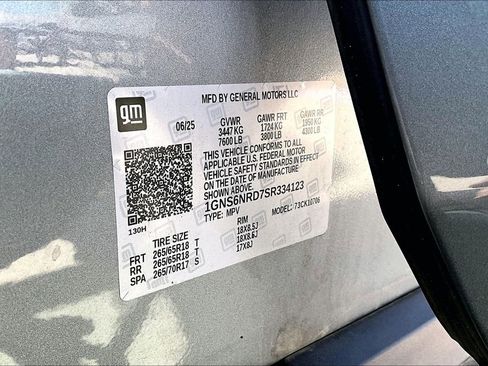 gm
MFD BY GENERAL MOTORS LLC
06/25 GVWR GAWR FRT GAWR RR
3447 KG 1724 KG 1950 KG
7600 LB 3800 LB 4300 LB
THIS VEHICLE CONFORMS TO ALL
APPLICABLE U.S. FEDERAL MOTOR
VEHICLE SAFETY STANDARDS IN EFFECT
ON THE DATE OF MANUFACTURE
SHOWN ABOVE.
1GNS6NRD7SR334123
TYPE: MPV MODEL: 73CK10706
130H
TIRE SIZE RIM
FRT 265/65R18 T 18X8.5J
RR 265/65R18 T 18X8.5J
SPA 265/70R17 S 17X8J